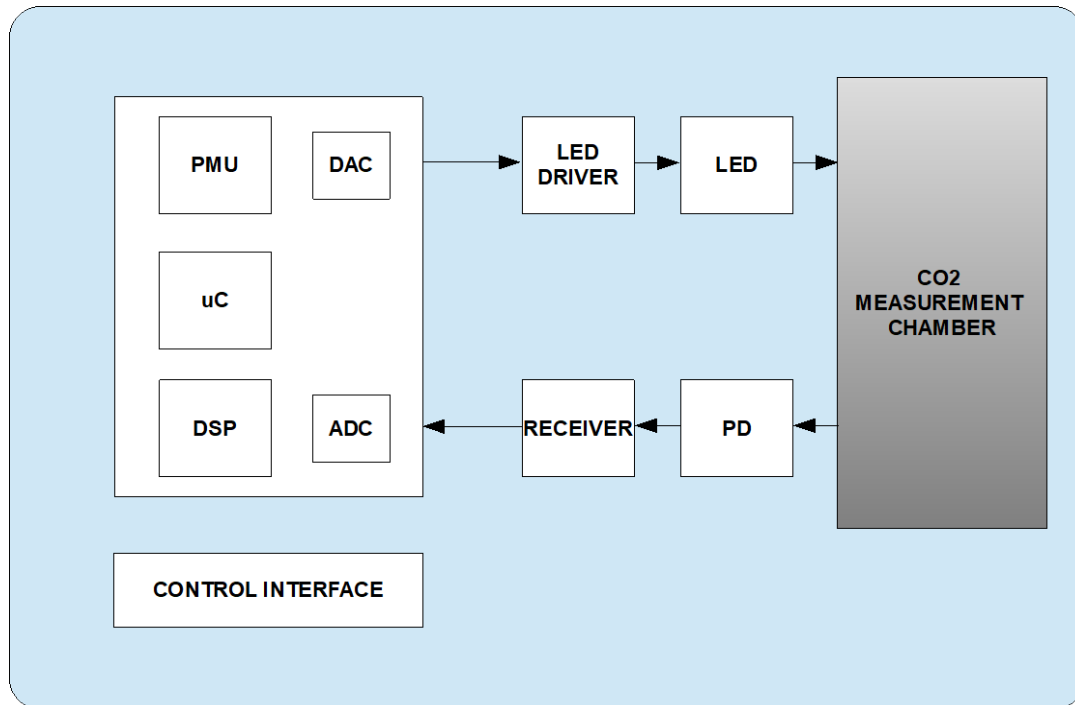 PMU
DAC
LED
DRIVER
LED
uC
CO2
MEASUREMENT
CHAMBER
DSP
ADC
RECEIVER
PD
CONTROL INTERFACE